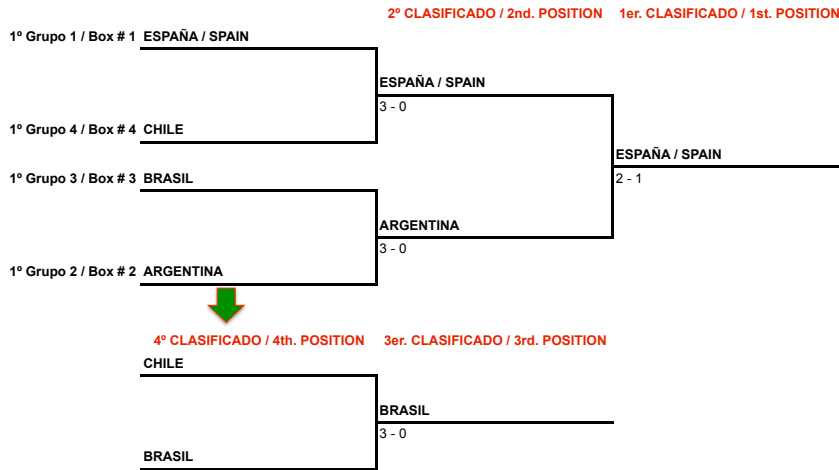 2º CLASIFICADO / 2nd. POSITION 1er. CLASIFICADO / 1st. POSITION
1º Grupo 1 / Box # 1 ESPAÑA / SPAIN
ESPAÑA / SPAIN
3 - 0
1º Grupo 4 / Box # 4 CHILE
ESPAÑA / SPAIN
2 - 1
1º Grupo 3 / Box # 3 BRASIL
ARGENTINA
3 - 0
1º Grupo 2 / Box # 2 ARGENTINA
4º CLASIFICADO / 4th. POSITION 3er. CLASIFICADO / 3rd. POSITION
CHILE
BRASIL
3 - 0
BRASIL